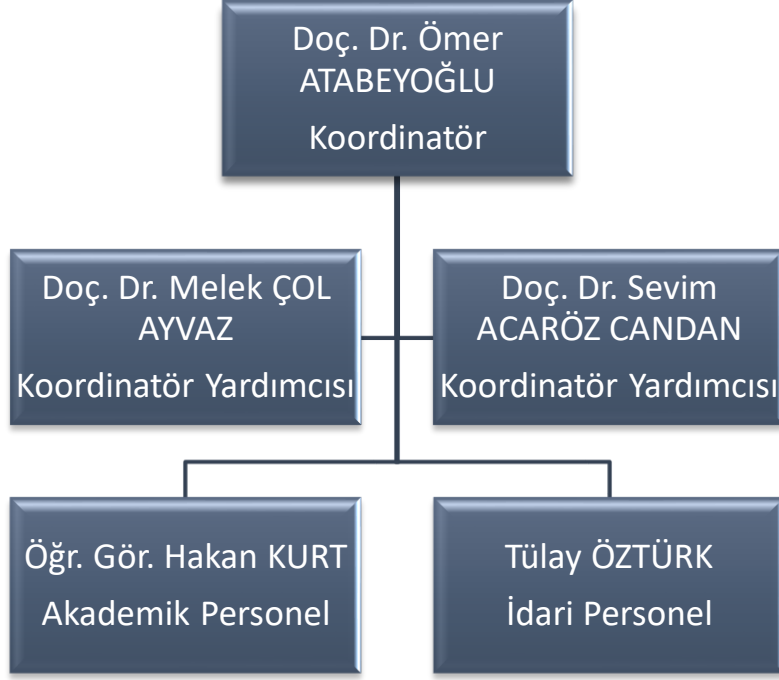 Doç. Dr. Ömer
ATABEYOĞLU
Koordinatör
Doç. Dr. Melek ÇOL
AYVAZ
Koordinatör Yardımcısı
Doç. Dr. Sevim
ACARÖZ CANDAN
Koordinatör Yardımcısı
Öğr. Gör. Hakan KURT
Akademik Personel
Tülay ÖZTÜRK
İdari Personel